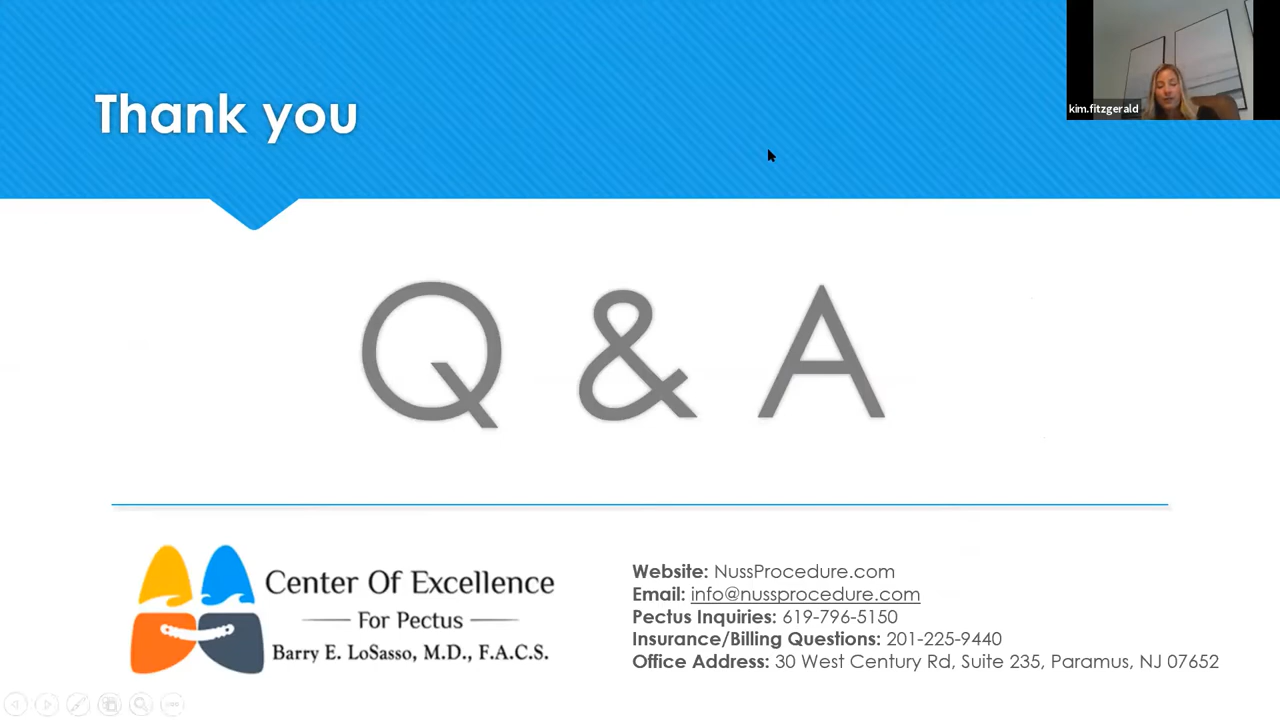 kim.fitzgerald
Thank you
Q & A
Center Of Excellence
For Pectus
Barry E. LoSasso, M.D., F.A.C.S.
Website: NussProcedure.com
Email: info@nussprocedure.com
Pectus Inquiries: 619-796-5150
Insurance/Billing Questions: 201-225-9440
Office Address: 30 West Century Rd, Suite 235, Paramus, NJ 07652